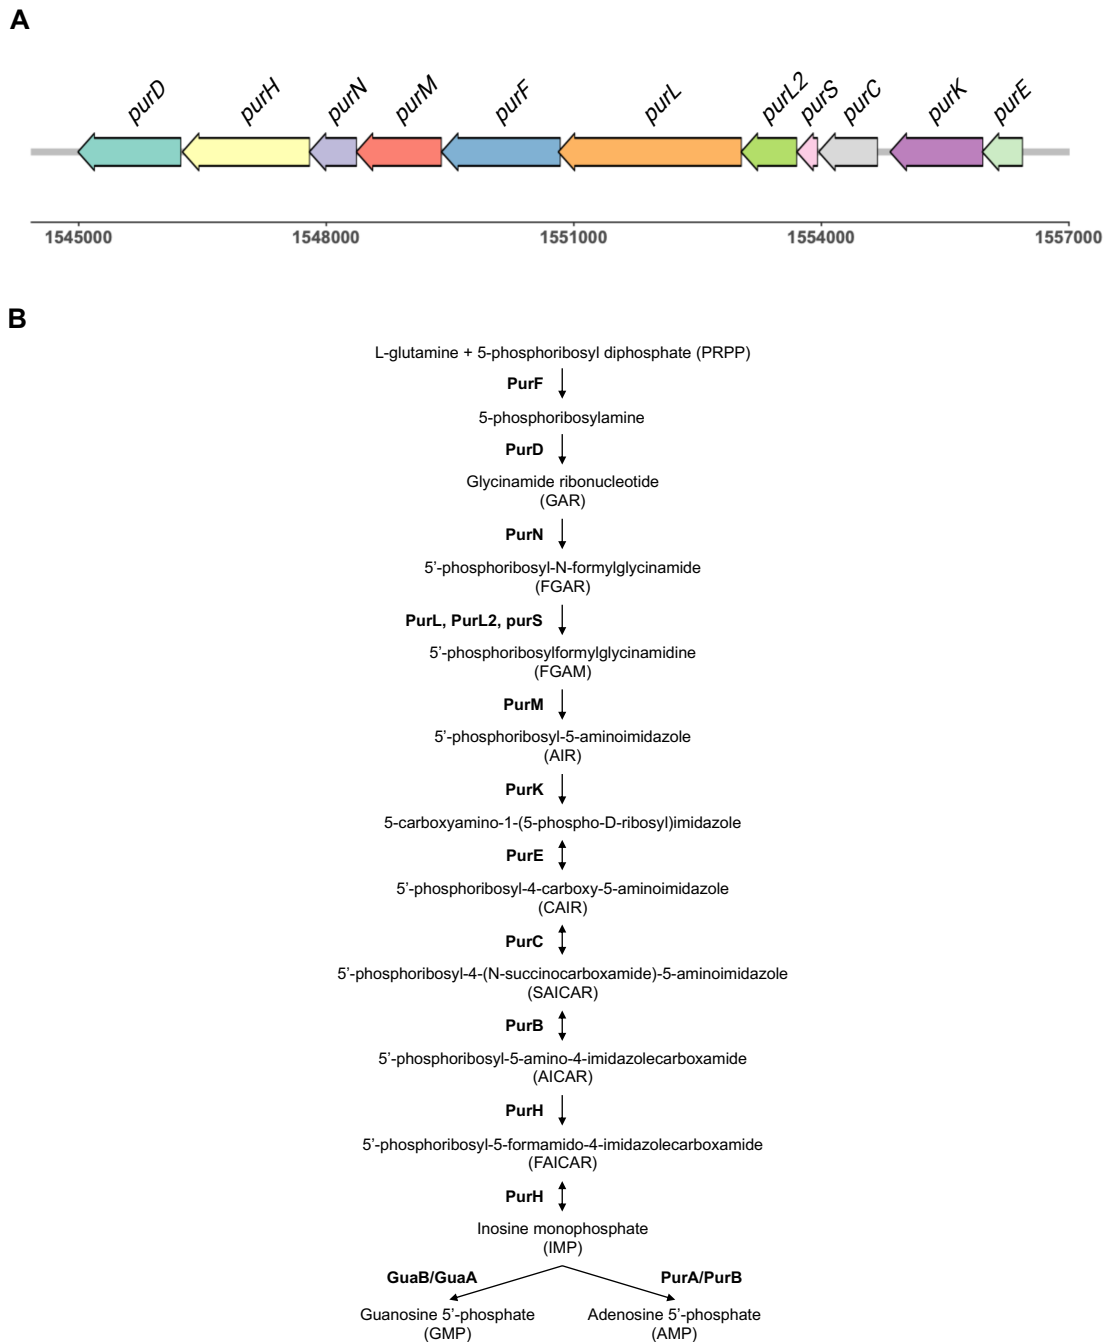 A
purD purH purN purM purF purL purL2 purS purC purK purE
1545000 1548000 1551000 1554000 1557000
B
L-glutamine + 5-phosphoribosyl diphosphate (PRPP)
PurF
5-phosphoribosylamine
PurD
Glycinamide ribonucleotide
(GAR)
PurN
5’-phosphoribosyl-N-formylglycinamide
(FGAR)
PurL, PurL2, purS
5’-phosphoribosylformylglycinamidine
(FGAM)
PurM
5’-phosphoribosyl-5-aminoimidazole
(AIR)
PurK
5-carboxyamino-1-(5-phospho-D-ribosyl)imidazole
PurE
5’-phosphoribosyl-4-carboxy-5-aminoimidazole
(CAIR)
PurC
5’-phosphoribosyl-4-(N-succinocarboxamide)-5-aminoimidazole
(SAICAR)
PurB
5’-phosphoribosyl-5-amino-4-imidazolecarboxamide
(AICAR)
PurH
5’-phosphoribosyl-5-formamido-4-imidazolecarboxamide
(FAICAR)
PurH
Inosine monophosphate
(IMP)
GuaB/GuaA PurA/PurB
Guanosine 5’-phosphate Adenosine 5’-phosphate
(GMP) (AMP)